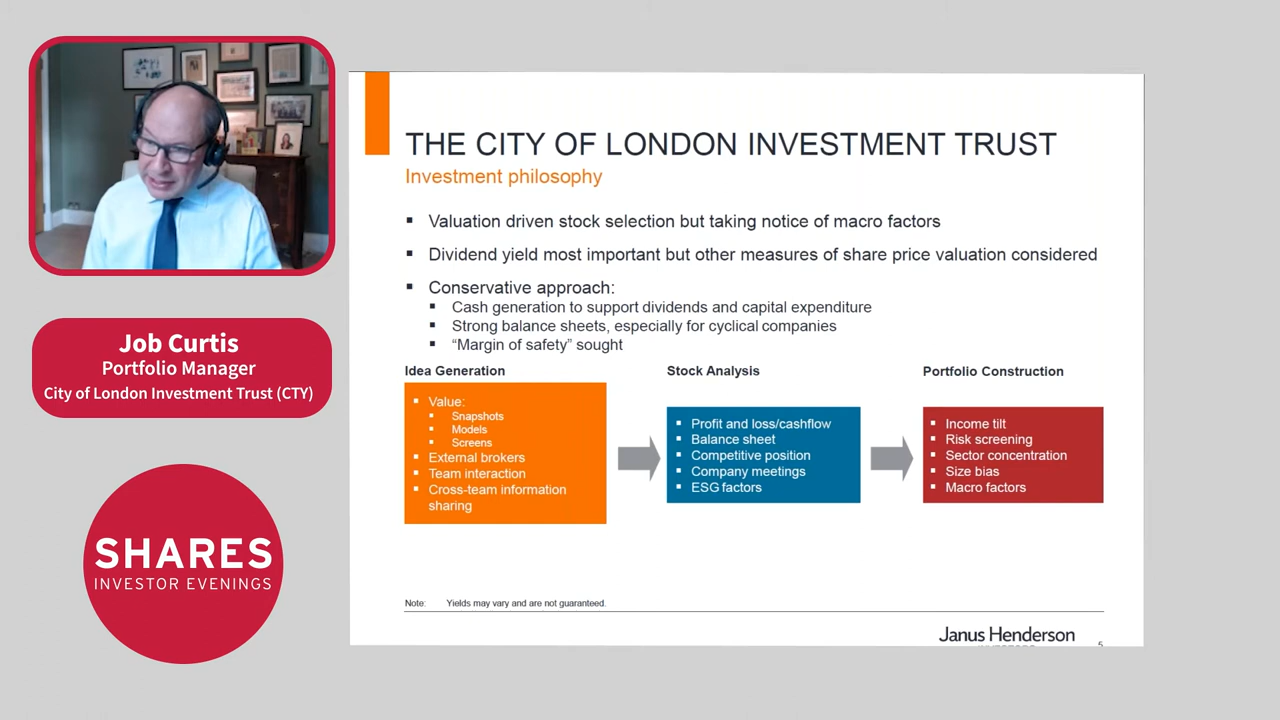 Job Curtis
Portfolio Manager
City of London Investment Trust (CTY)
SHARES
INVESTOR EVENINGS
THE CITY OF LONDON INVESTMENT TRUST
Investment philosophy
Valuation driven stock selection but taking notice of macro factors
Dividend yield most important but other measures of share price valuation considered
Conservative approach:
Cash generation to support dividends and capital expenditure
Strong balance sheets, especially for cyclical companies
“Margin of safety” sought
Idea Generation
Value:
Snapshots
Models
Screens
External brokers
Team interaction
Cross-team information
sharing
Stock Analysis
Profit and loss/cashflow
Balance sheet
Competitive position
Company meetings
ESG factors
Portfolio Construction
Income tilt
Risk screening
Sector concentration
Size bias
Macro factors
Note: Yields may vary and are not guaranteed.
Janus Henderson